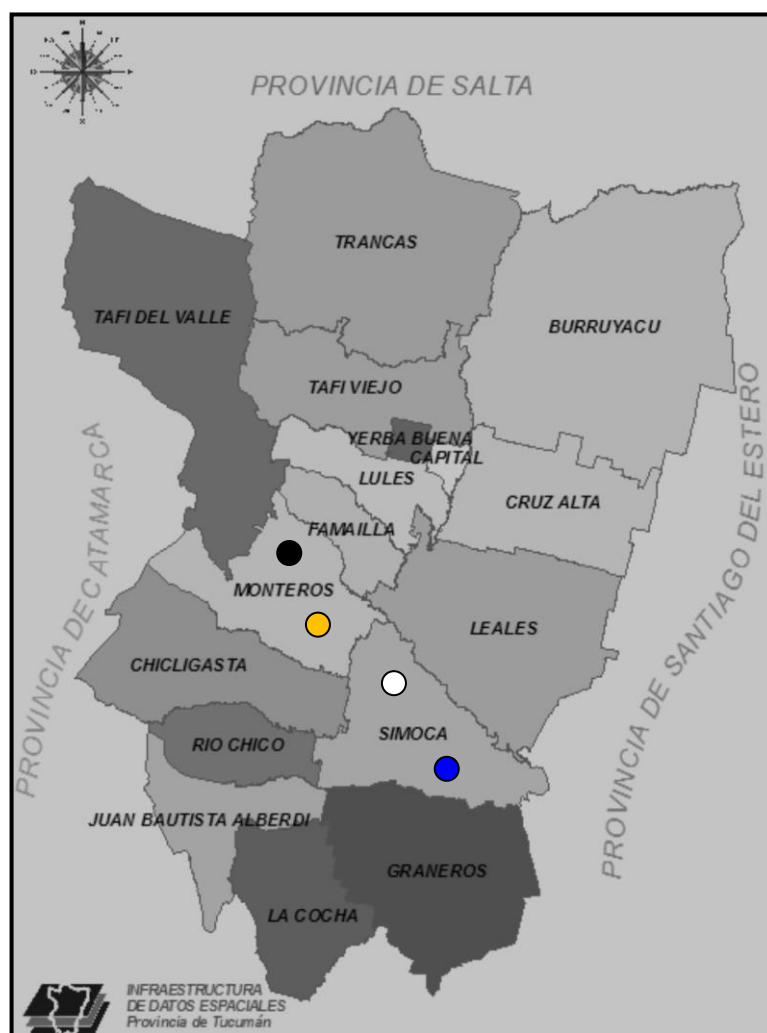 PROVINCIA DE SALTA
TRANCAS
TAFI DEL VALLE
BURRUYACU
TAFI VIEJO
YERBA BUENA
CAPITAL
LULES
CRUZ ALTA
FAMAILLA
MONTEROS
LEALES
CHICLIGASTA
SIMOCA
RIO CHICO
JUAN BAUTISTA ALBERDI
GRANEROS
LA COCHA
PROVINCIA DE CATAMARCA
PROVINCIA DE SANTIAGO DEL ESTERO
INFRAESTRUCTURA
DE DATOS ESPACIALES
Provincia de Tucumán